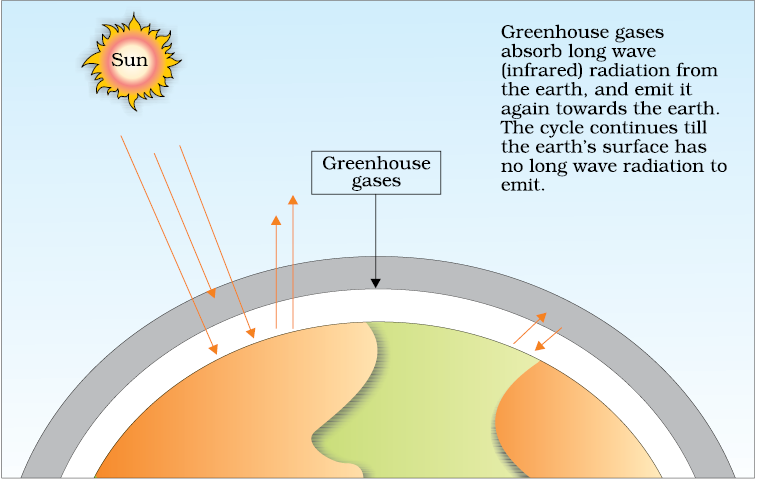 Sun
Greenhouse gases
absorb long wave
(infrared) radiation from
the earth, and emit it
again towards the earth.
The cycle continues till
the earth's surface has
no long wave radiation to
emit.
Greenhouse
gases